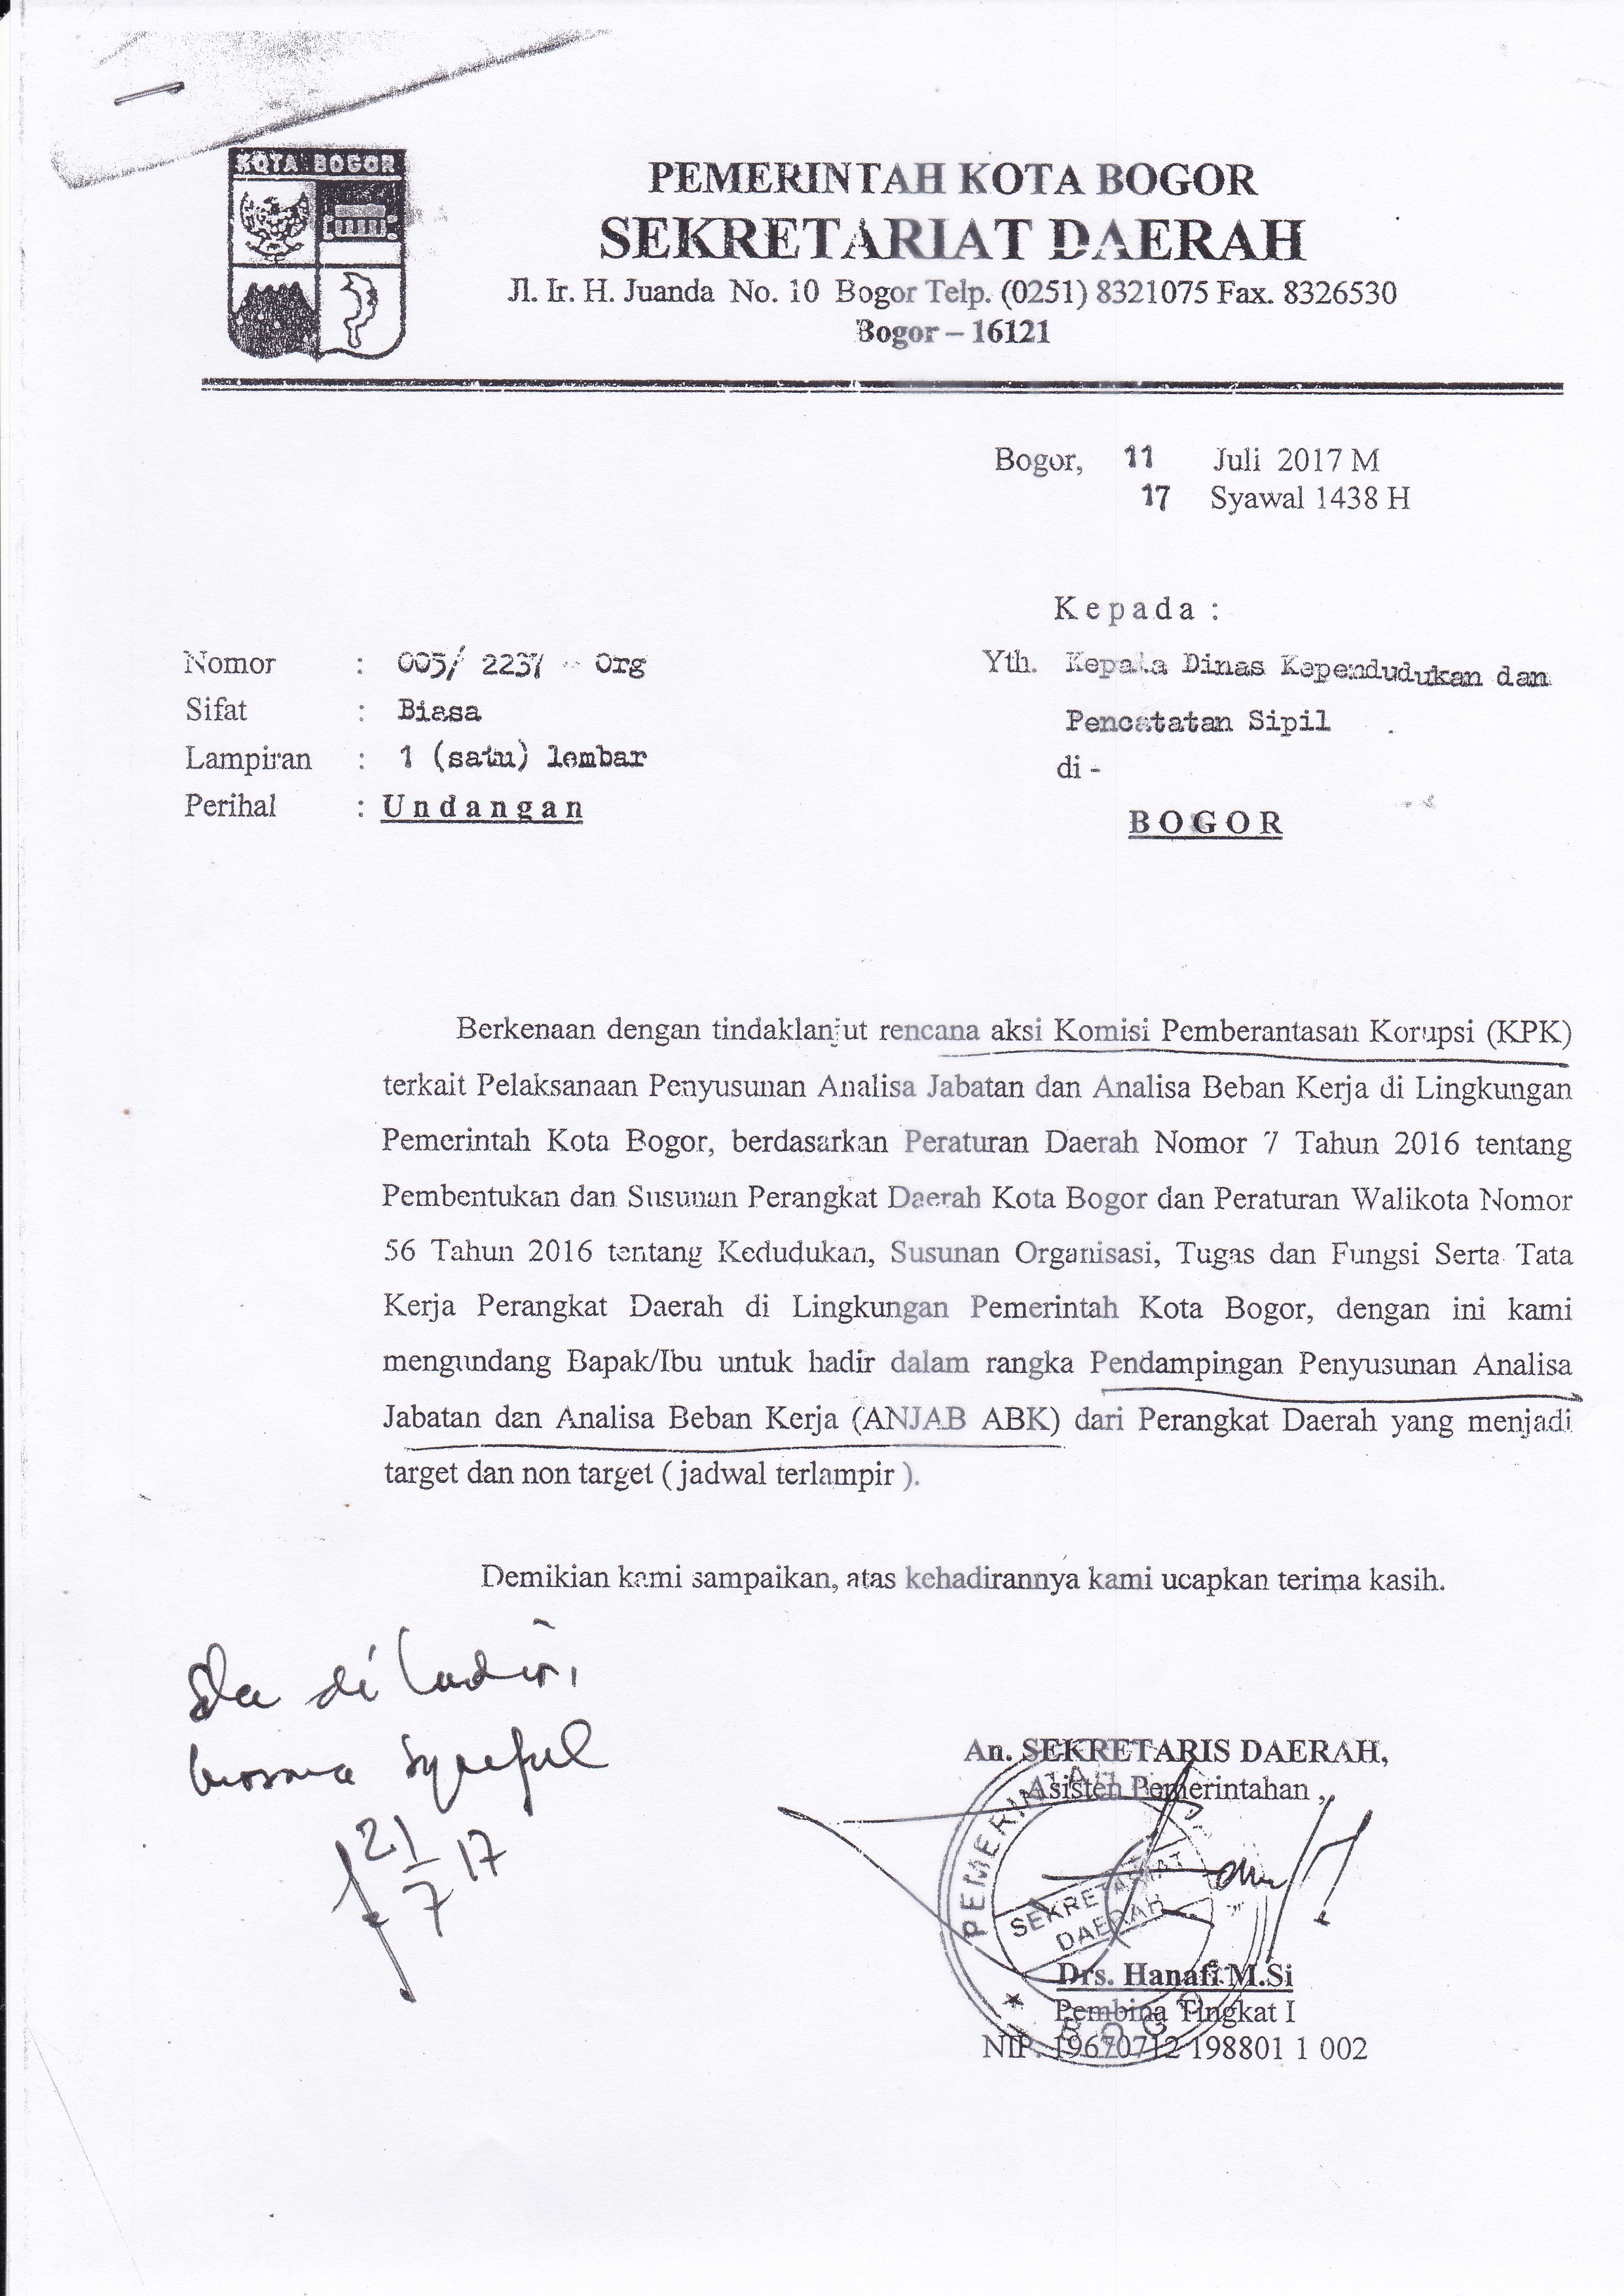 KOTA BOGOR
PEMERINTAH KOTA BOGOR
SEKRETARIAT DAERAH
Jl. Ir. H. Juanda No. 10 Bogor Telp. (0251) 8321075 Fax. 8326530
Bogor – 16121
Bogor, 11 Juli 2017 M
17 Syawal 1438 H
Kepada :
Nomor : 005/ 2237 - Org
Yth. Kepala Dinas Kependudukan dan
Sifat : Biasa
Pencatatan Sipil
Lampiran : 1 (satu) lembar
di -
Perihal : Undangan
BOGOR
Berkenaan dengan tindaklanjut rencana aksi Komisi Pemberantasan Korupsi (KPK)
terkait Pelaksanaan Penyusunan Analisa Jabatan dan Analisa Beban Kerja di Lingkungan
Pemerintah Kota Bogor, berdasarkan Peraturan Daerah Nomor 7 Tahun 2016 tentang
Pembentukan dan Susunan Perangkat Daerah Kota Bogor dan Peraturan Walikota Nomor
56 Tahun 2016 tentang Kedudukan, Susunan Organisasi, Tugas dan Fungsi Serta Tata
Kerja Perangkat Daerah di Lingkungan Pemerintah Kota Bogor, dengan ini kami
mengundang Bapak/Ibu untuk hadir dalam rangka Pendampingan Penyusunan Analisa
Jabatan dan Analisa Beban Kerja (ANJAB ABK) dari Perangkat Daerah yang menjadi
target dan non target ( jadwal terlampir ).
Demikian kami sampaikan, atas kehadirannya kami ucapkan terima kasih.
di
21/7 17
An. SEKRETARIS DAERAH,
Asisten Pemerintahan ,
SEKRETARIAT
DAERAH
Drs. Hanafi M.Si
Pembina Tingkat I
NIP. 19670712 198801 1 002